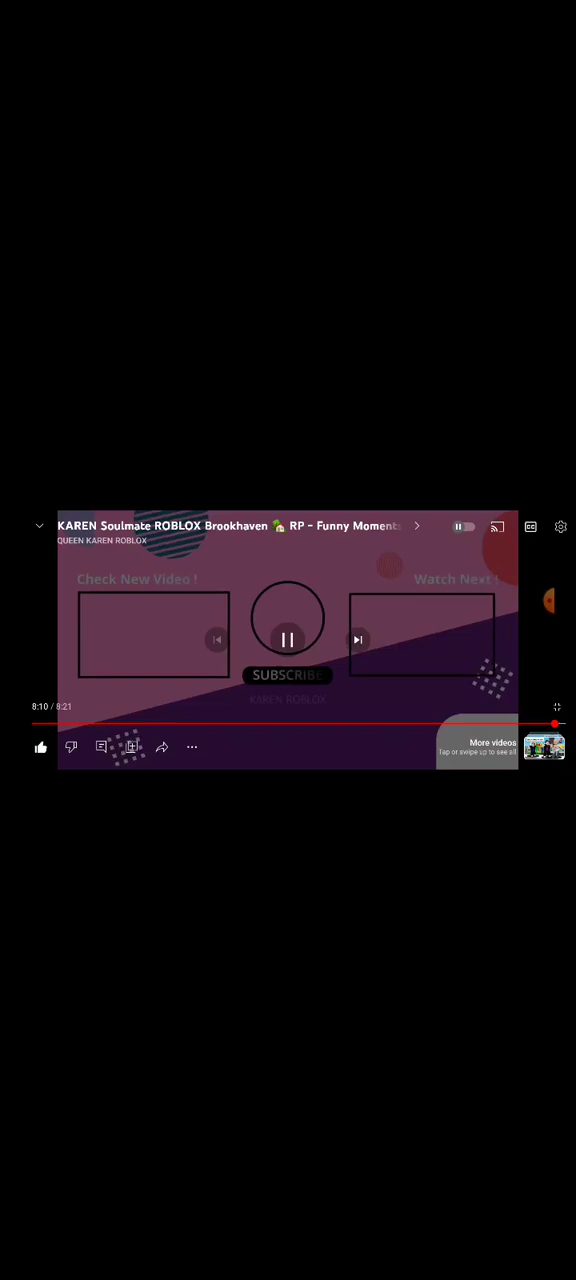 KAREN Soulmate ROBLOX Brookhaven 🏡 RP - Funny Moments
QUEEN KAREN ROBLOX
CC
Check New Video !
Watch Next !
SUBSCRIBE
KAREN ROBLOX
8:10 / 8:21
More videos
Tap or swipe up to see all